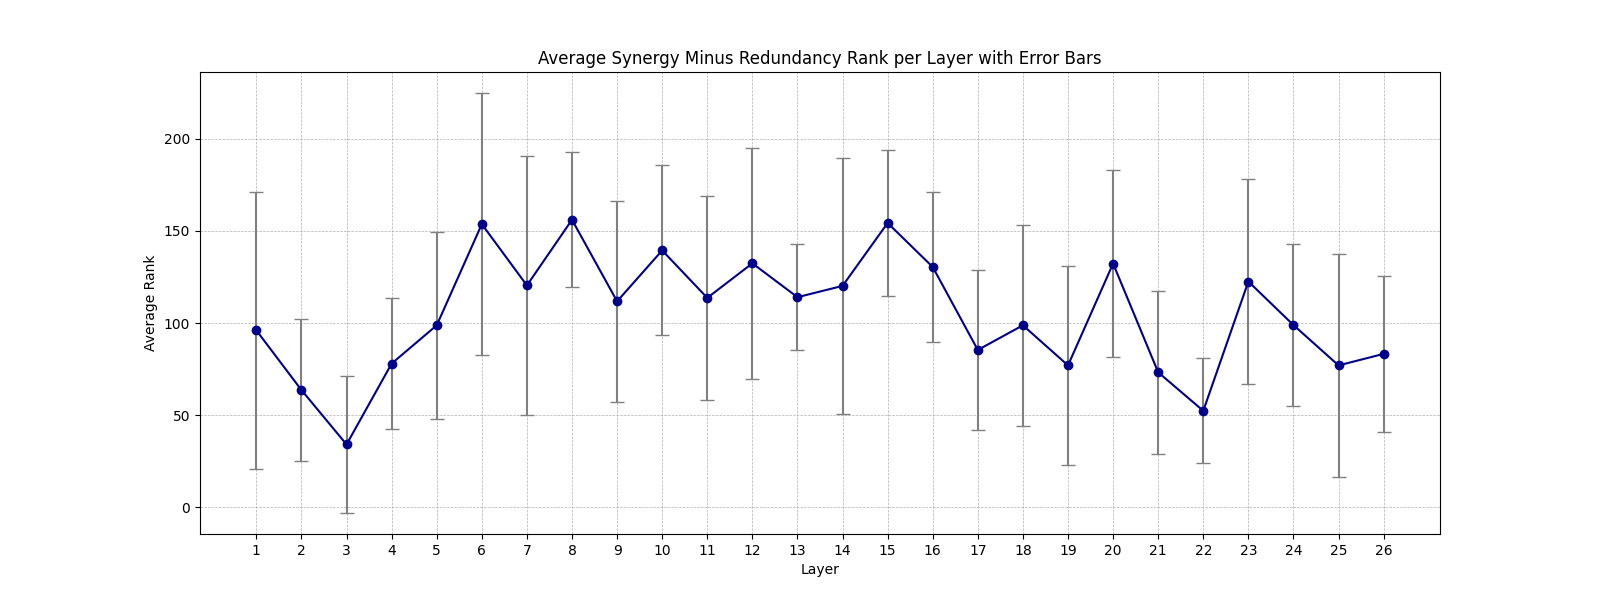 Average Synergy Minus Redundancy Rank per Layer with Error Bars
200
150
100
50
0
Average Rank
1 2 3 4 5 6 7 8 9 10 11 12 13 14 15 16 17 18 19 20 21 22 23 24 25 26
Layer